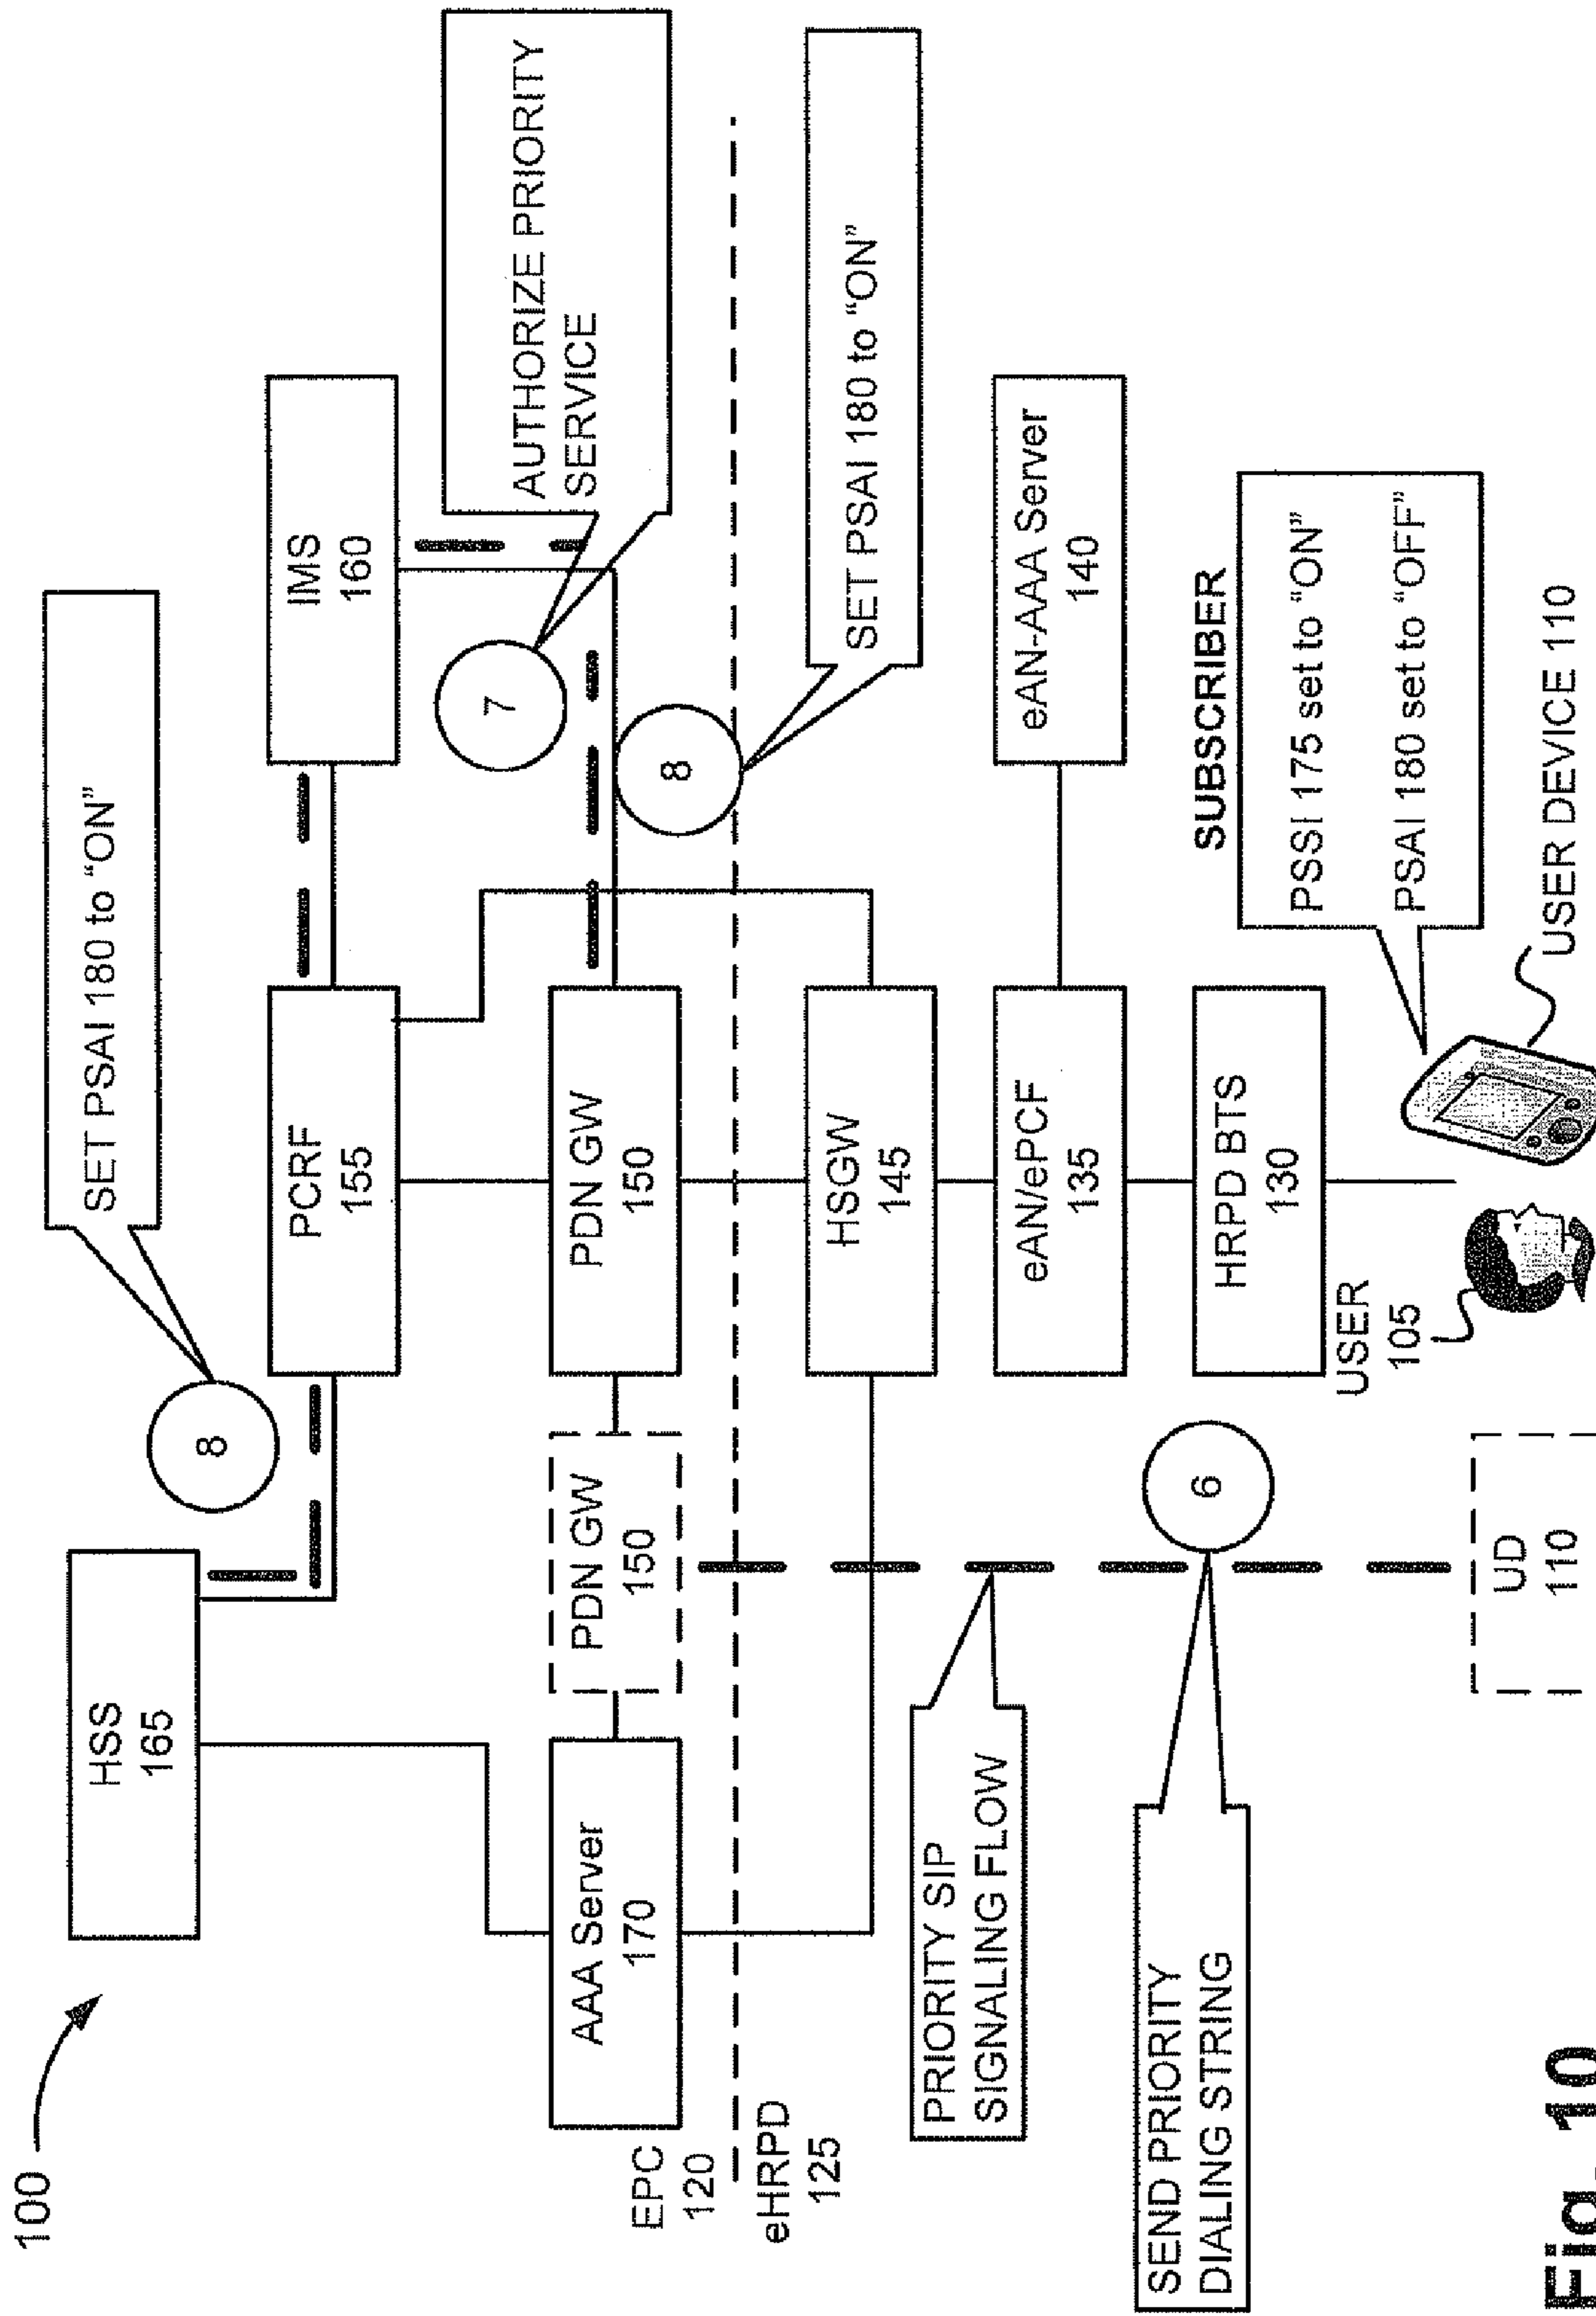 100
SET PSAI 180 to “ON”
8
HSS
165
PCRF
155
IMS
160
AUTHORIZE PRIORITY
SERVICE
7
AAA Server
170
PDN GW
150
PDN GW
150
8
SET PSAI 180 to “ON”
EPC
120
eHRPD
125
HSGW
145
PRIORITY SIP
SIGNALING FLOW
eAN/ePCF
135
eAN-AAA Server
140
SEND PRIORITY
DIALING STRING
6
HRPD BTS
130
SUBSCRIBER
PSSI 175 set to “ON”
PSAI 180 set to “OFF”
USER
105
UD
110
USER DEVICE 110
Fig. 10